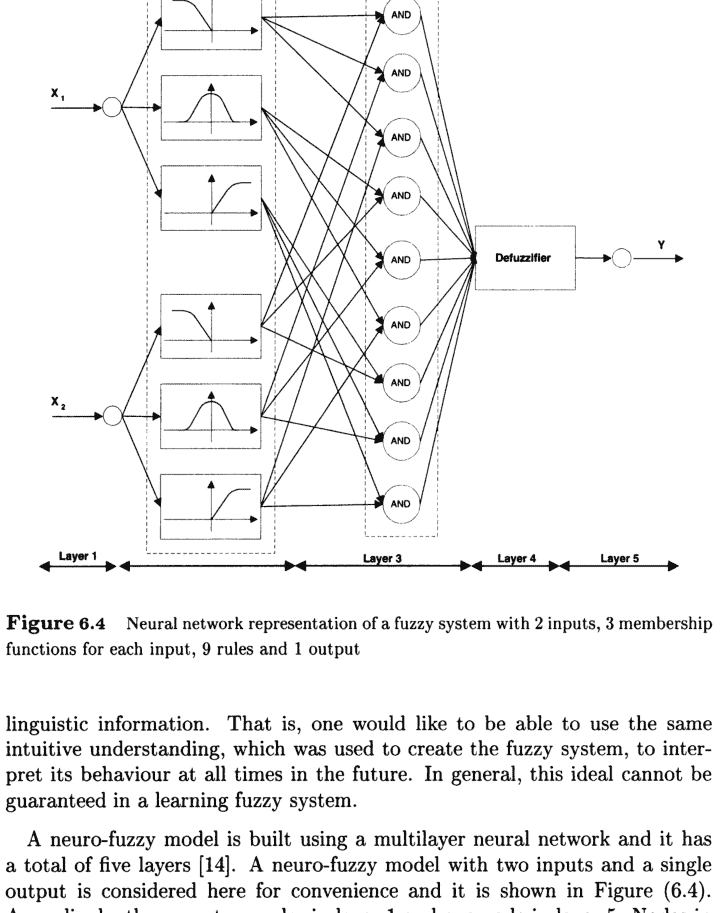 AND
AND
X1
AND
AND
AND
Defuzzifier
Y
AND
AND
X2
AND
AND
Layer 1
Layer 3
Layer 4
Layer 5
Figure 6.4 Neural network representation of a fuzzy system with 2 inputs, 3 membership
functions for each input, 9 rules and 1 output
linguistic information. That is, one would like to be able to use the same
intuitive understanding, which was used to create the fuzzy system, to inter-
pret its behaviour at all times in the future. In general, this ideal cannot be
guaranteed in a learning fuzzy system.
A neuro-fuzzy model is built using a multilayer neural network and it has
a total of five layers [14]. A neuro-fuzzy model with two inputs and a single
output is considered here for convenience and it is shown in Figure (6.4).